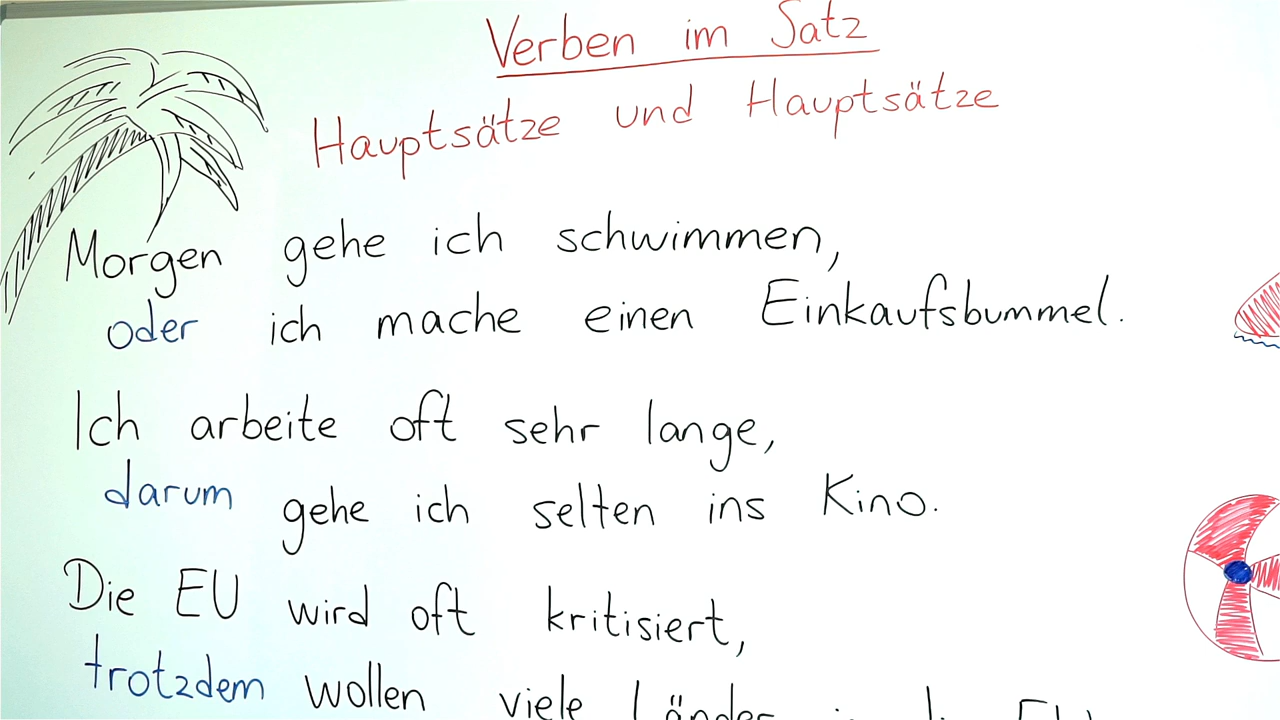 Verben im Satz
Hauptsätze und Hauptsätze
Morgen gehe ich schwimmen,
oder ich mache einen Einkaufsbummel.
Ich arbeite oft sehr lange,
darum gehe ich selten ins Kino.
Die EU wird oft kritisiert,
trotzdem wollen viele Länder